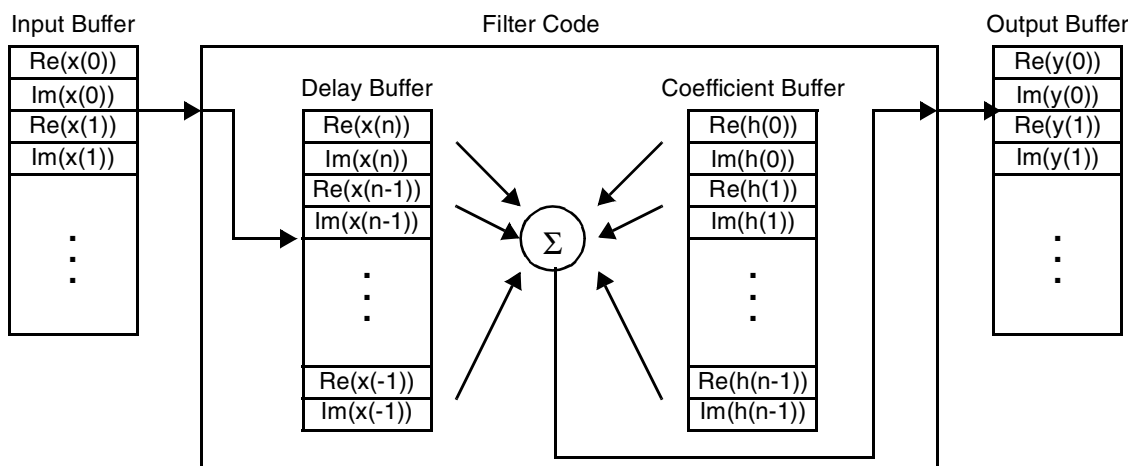 Input Buffer
Re(x(0))
Im(x(0))
Re(x(1))
Im(x(1))
Filter Code
Delay Buffer
Re(x(n))
Im(x(n))
Re(x(n-1))
Im(x(n-1))
Re(x(-1))
Im(x(-1))
Σ
Coefficient Buffer
Re(h(0))
Im(h(0))
Re(h(1))
Im(h(1))
Re(h(n-1))
Im(h(n-1))
Output Buffer
Re(y(0))
Im(y(0))
Re(y(1))
Im(y(1))